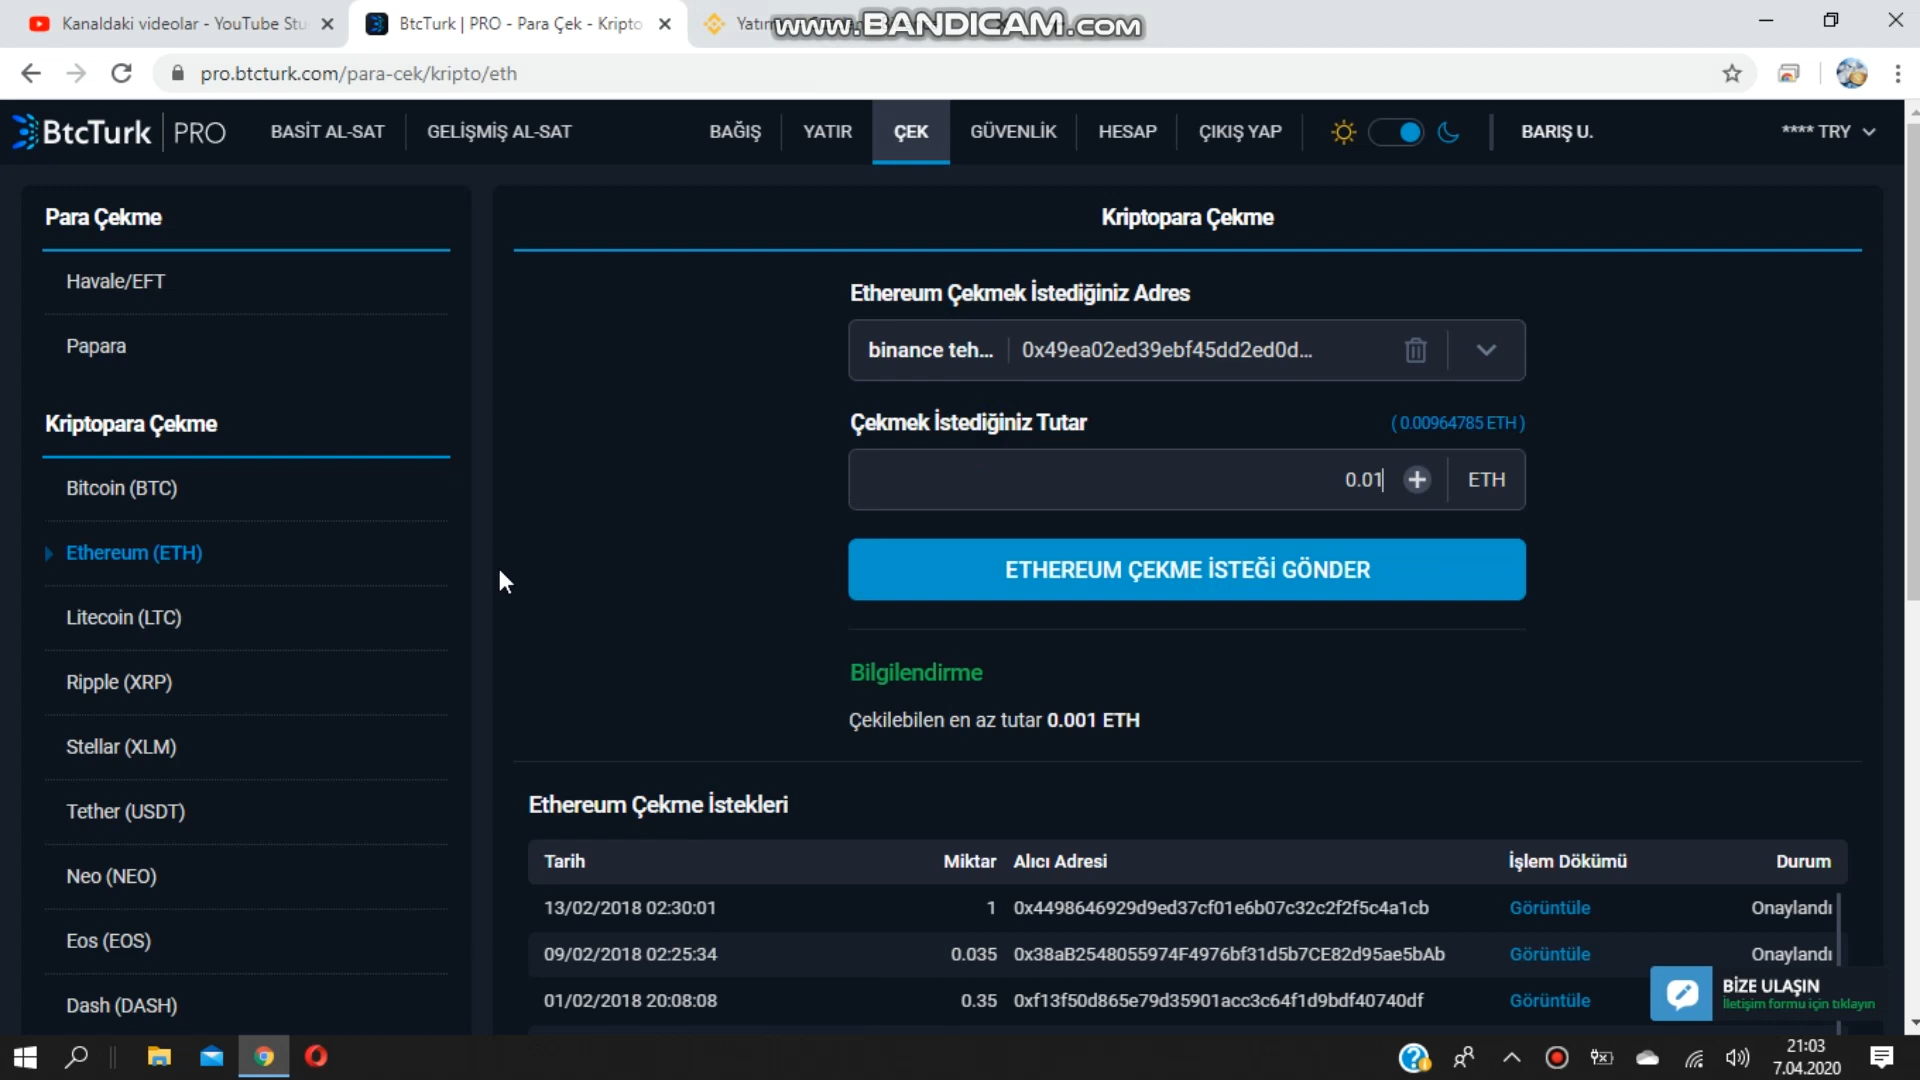 Kanaldaki videolar - YouTube Stu
BtcTurk | PRO - Para Çek - Kripto
www.BANDICAM.com
pro.btcturk.com/para-cek/kripto/eth
BtcTurk | PRO
BASİT AL-SAT
GELİŞMİŞ AL-SAT
BAĞIŞ
YATIR
ÇEK
GÜVENLİK
HESAP
ÇIKIŞ YAP
BARIŞ U.
**** TRY
Para Çekme
Havale/EFT
Papara
Kriptopara Çekme
Bitcoin (BTC)
Ethereum (ETH)
Litecoin (LTC)
Ripple (XRP)
Stellar (XLM)
Tether (USDT)
Neo (NEO)
Eos (EOS)
Dash (DASH)
Kriptopara Çekme
Ethereum Çekmek İstediğiniz Adres
binance teh... 0x49ea02ed39ebf45dd2ed0d...
Çekmek İstediğiniz Tutar ( 0.00964785 ETH )
0.01 ETH
ETHEREUM ÇEKME İSTEĞİ GÖNDER
Bilgilendirme
Çekilebilen en az tutar 0.001 ETH
Ethereum Çekme İstekleri
Tarih Miktar Alıcı Adresi İşlem Dökümü Durum
13/02/2018 02:30:01 1 0x4498646929d9ed37cf01e6b07c32c2f2f5c4a1cb Görüntüle Onaylandı
09/02/2018 02:25:34 0.035 0x38aB2548055974F4976bf31d5b7CE82d95ae5bAb Görüntüle Onaylandı
01/02/2018 20:08:08 0.35 0xf13f50d865e79d35901acc3c64f1d9bdf40740df Görüntüle
BİZE ULAŞIN
İletişim formu için tıklayın
21:03
7.04.2020